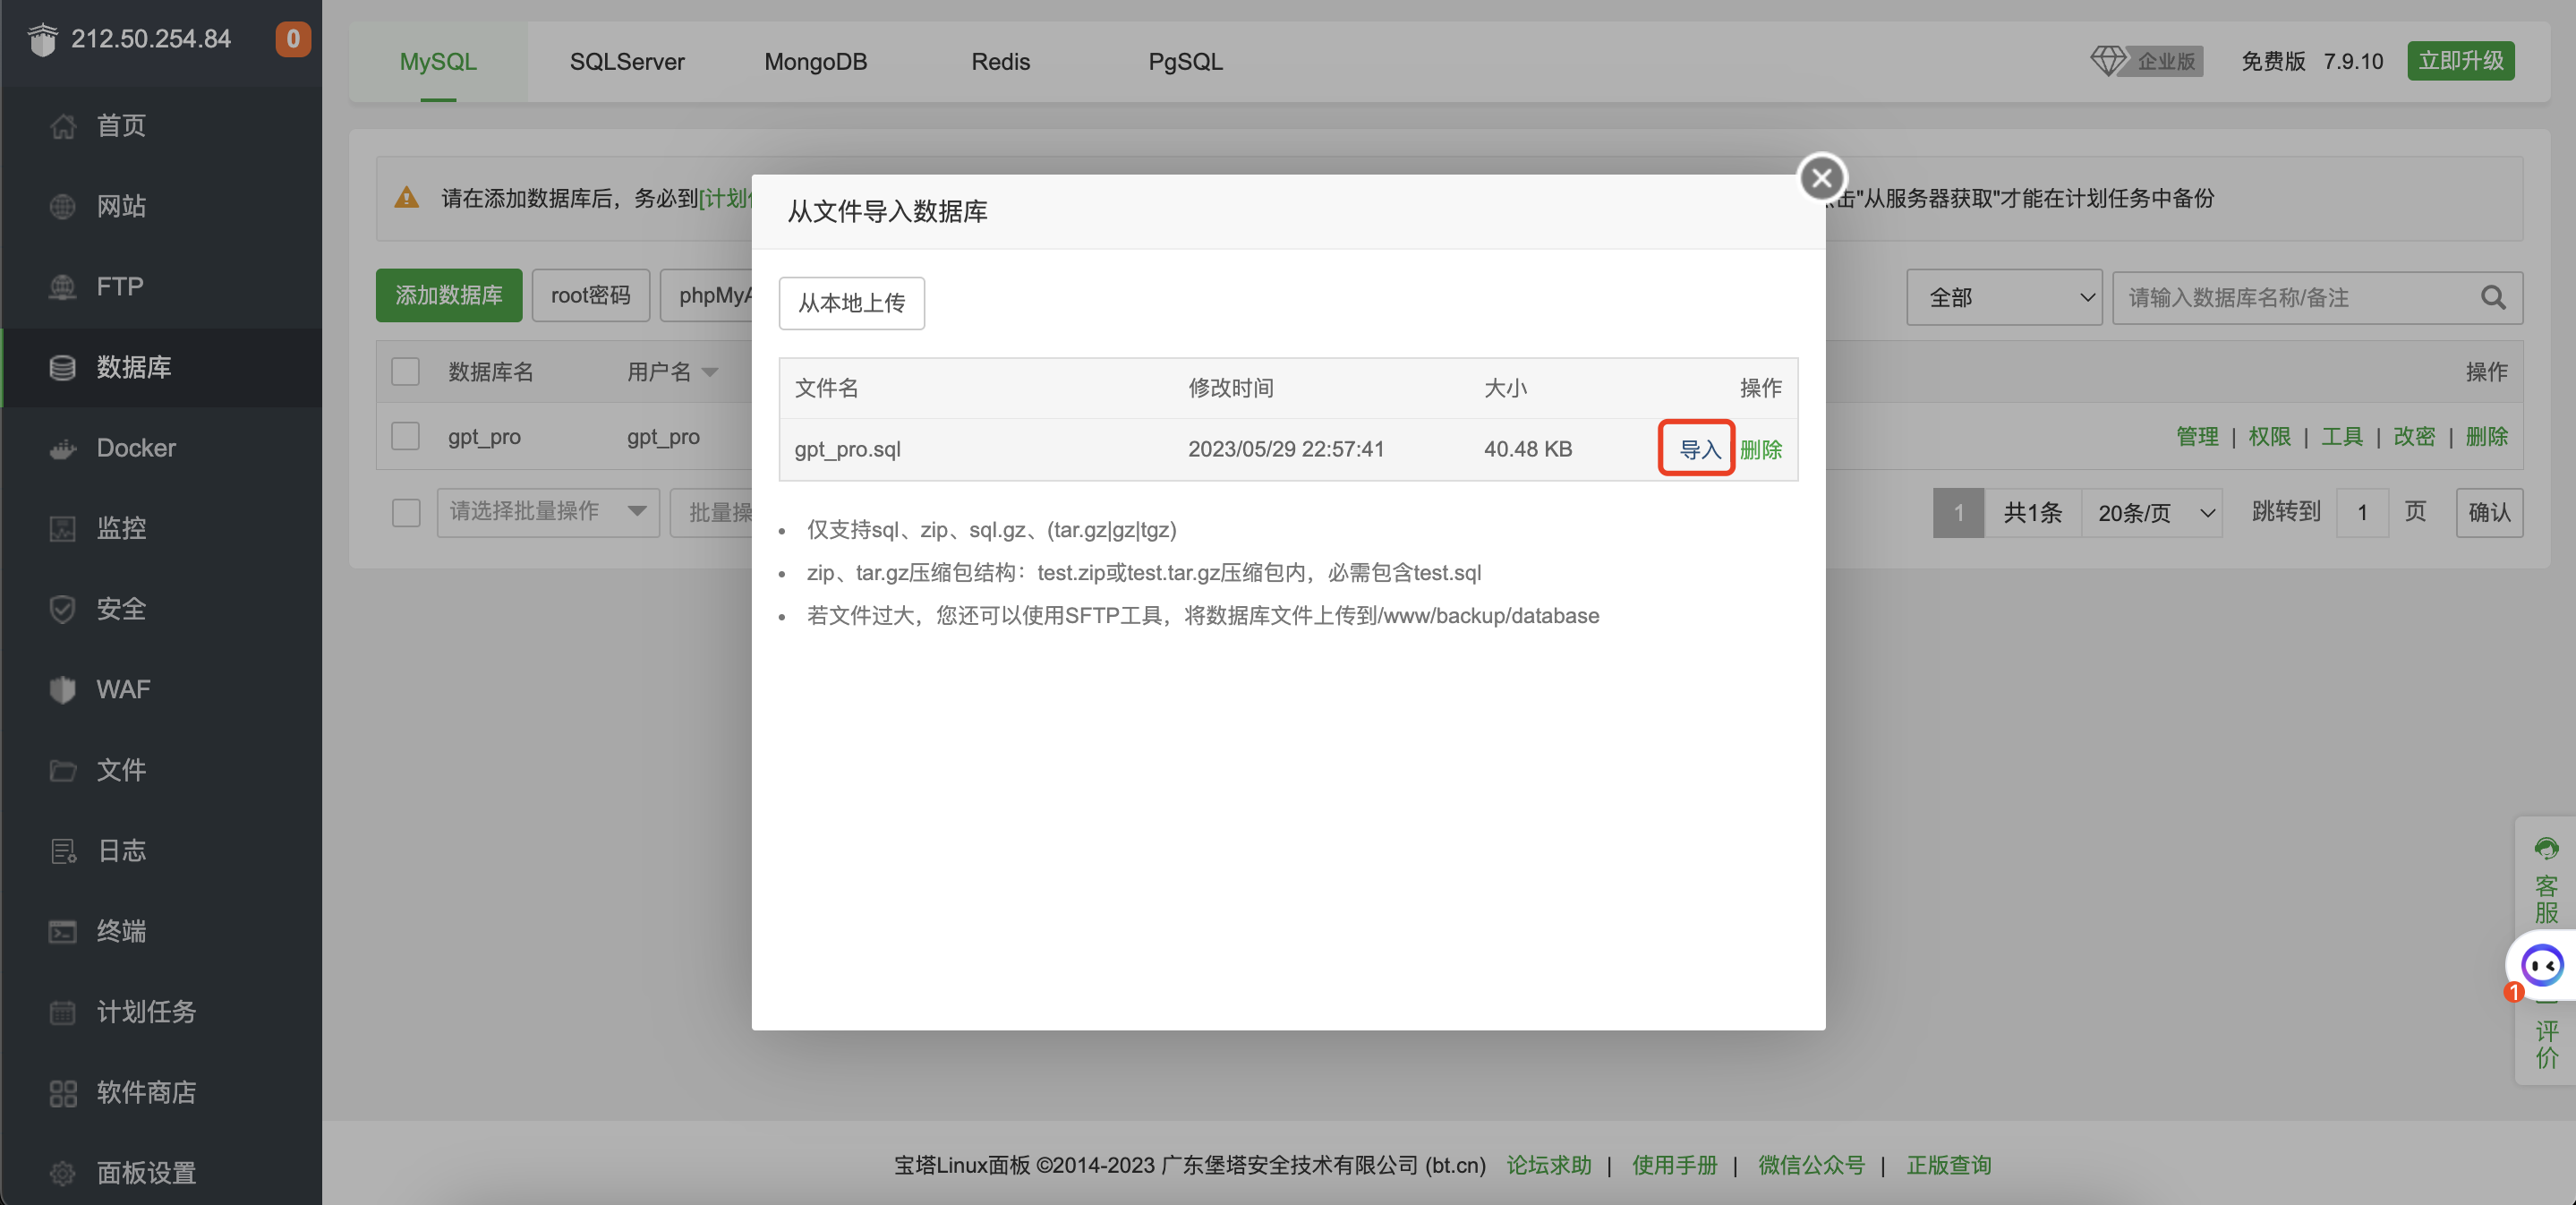 212.50.254.84
0
首页
网站
FTP
数据库
Docker
监控
安全
WAF
文件
日志
终端
计划任务
软件商店
面板设置
MySQL
SQLServer
MongoDB
Redis
PgSQL
企业版
免费版 7.9.10
立即升级
请在添加数据库后，务必到[计划
击"从服务器获取"才能在计划任务中备份
添加数据库
root密码
phpMyA
全部
请输入数据库名称/备注
数据库名
用户名
操作
gpt_pro
gpt_pro
管理 | 权限 | 工具 | 改密 | 删除
请选择批量操作
批量操
1
共1条
20条/页
跳转到
1
页
确认
从文件导入数据库
从本地上传
文件名
修改时间
大小
操作
gpt_pro.sql
2023/05/29 22:57:41
40.48 KB
导入
删除
• 仅支持sql、zip、sql.gz、(tar.gz|gz|tgz)
• zip、tar.gz压缩包结构：test.zip或test.tar.gz压缩包内，必需包含test.sql
• 若文件过大，您还可以使用SFTP工具，将数据库文件上传到/www/backup/database
客服
1
评价
宝塔Linux面板 ©2014-2023 广东堡塔安全技术有限公司 (bt.cn) 论坛求助 | 使用手册 | 微信公众号 | 正版查询